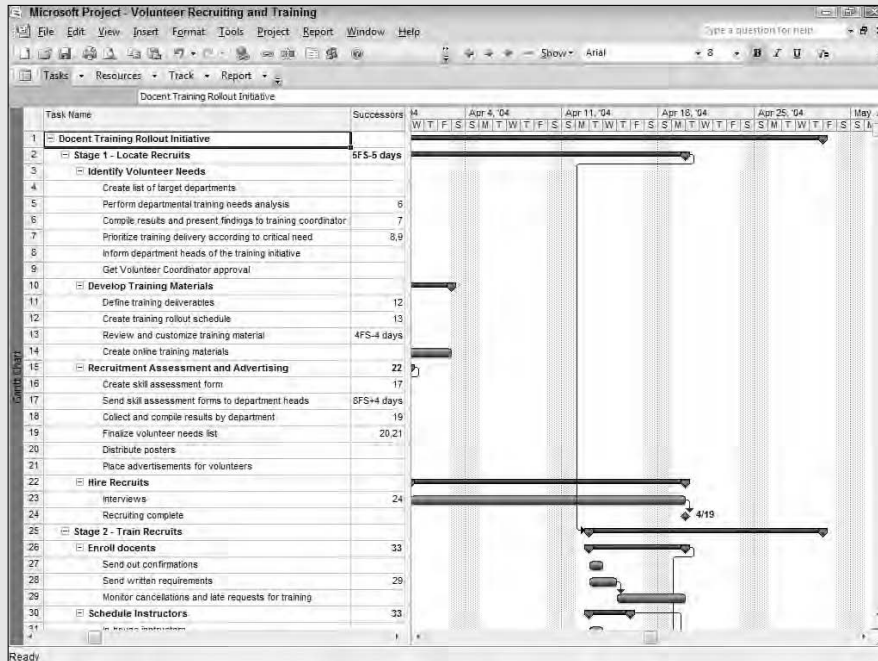 Microsoft Project - Volunteer Recruiting and Training
File Edit View Insert Format Tools Project Report Window Help
Type a question for help
Show Arial 8 B I U
Tasks Resources Track Report
Docent Training Rollout Initiative
Task Name Successors Apr 4, '04 Apr 11, '04 Apr 18, '04 Apr 25, '04 May
W T F S S M T W T F S S M T W T F S S M T W T F S S M T W T F S S M
1 Docent Training Rollout Initiative
2 Stage 1 - Locate Recruits 5FS-5 days
3 Identify Volunteer Needs
4 Create list of target departments
5 Perform departmental training needs analysis 6
6 Compile results and present findings to training coordinator 7
7 Prioritize training delivery according to critical need 8,9
8 Inform department heads of the training initiative
9 Get Volunteer Coordinator approval
10 Develop Training Materials
11 Define training deliverables 12
12 Create training rollout schedule 13
13 Review and customize training material 4FS-4 days
14 Create online training materials
15 Recruitment Assessment and Advertising 22
16 Create skill assessment form 17
17 Send skill assessment forms to department heads 8FS+4 days
18 Collect and compile results by department 19
19 Finalize volunteer needs list 20,21
20 Distribute posters
21 Place advertisements for volunteers
22 Hire Recruits
23 Interviews 24
24 Recruiting complete 4/19
25 Stage 2 - Train Recruits
26 Enroll docents 33
27 Send out confirmations
28 Send written requirements 29
29 Monitor cancellations and late requests for training
30 Schedule Instructors 33
31
Gantt Chart
Ready